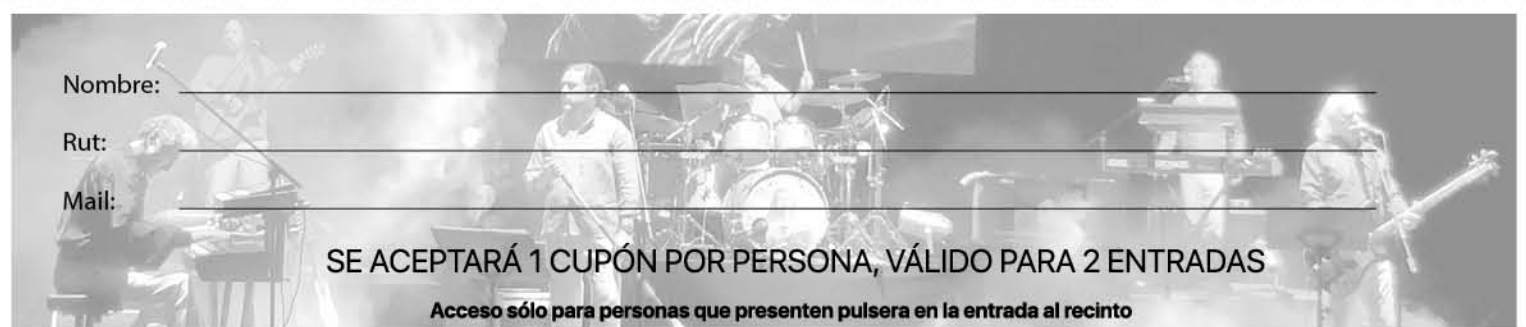 Nombre:
Rut:
Mail:
SE ACEPTARÁ 1 CUPÓN POR PERSONA, VÁLIDO PARA 2 ENTRADAS
Acceso sólo para personas que presenten pulsera en la entrada al recinto